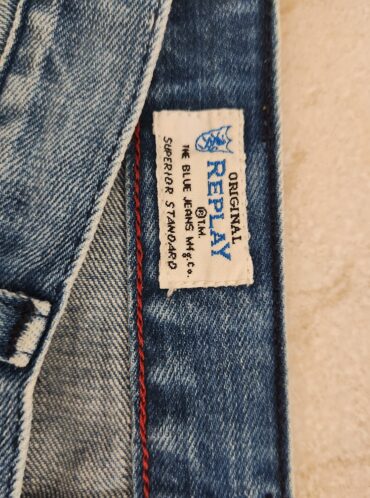 ORIGINAL
REPLAY
®T.M.
THE BLUE JEANS Mfg.Co.
SUPERIOR STANDARD